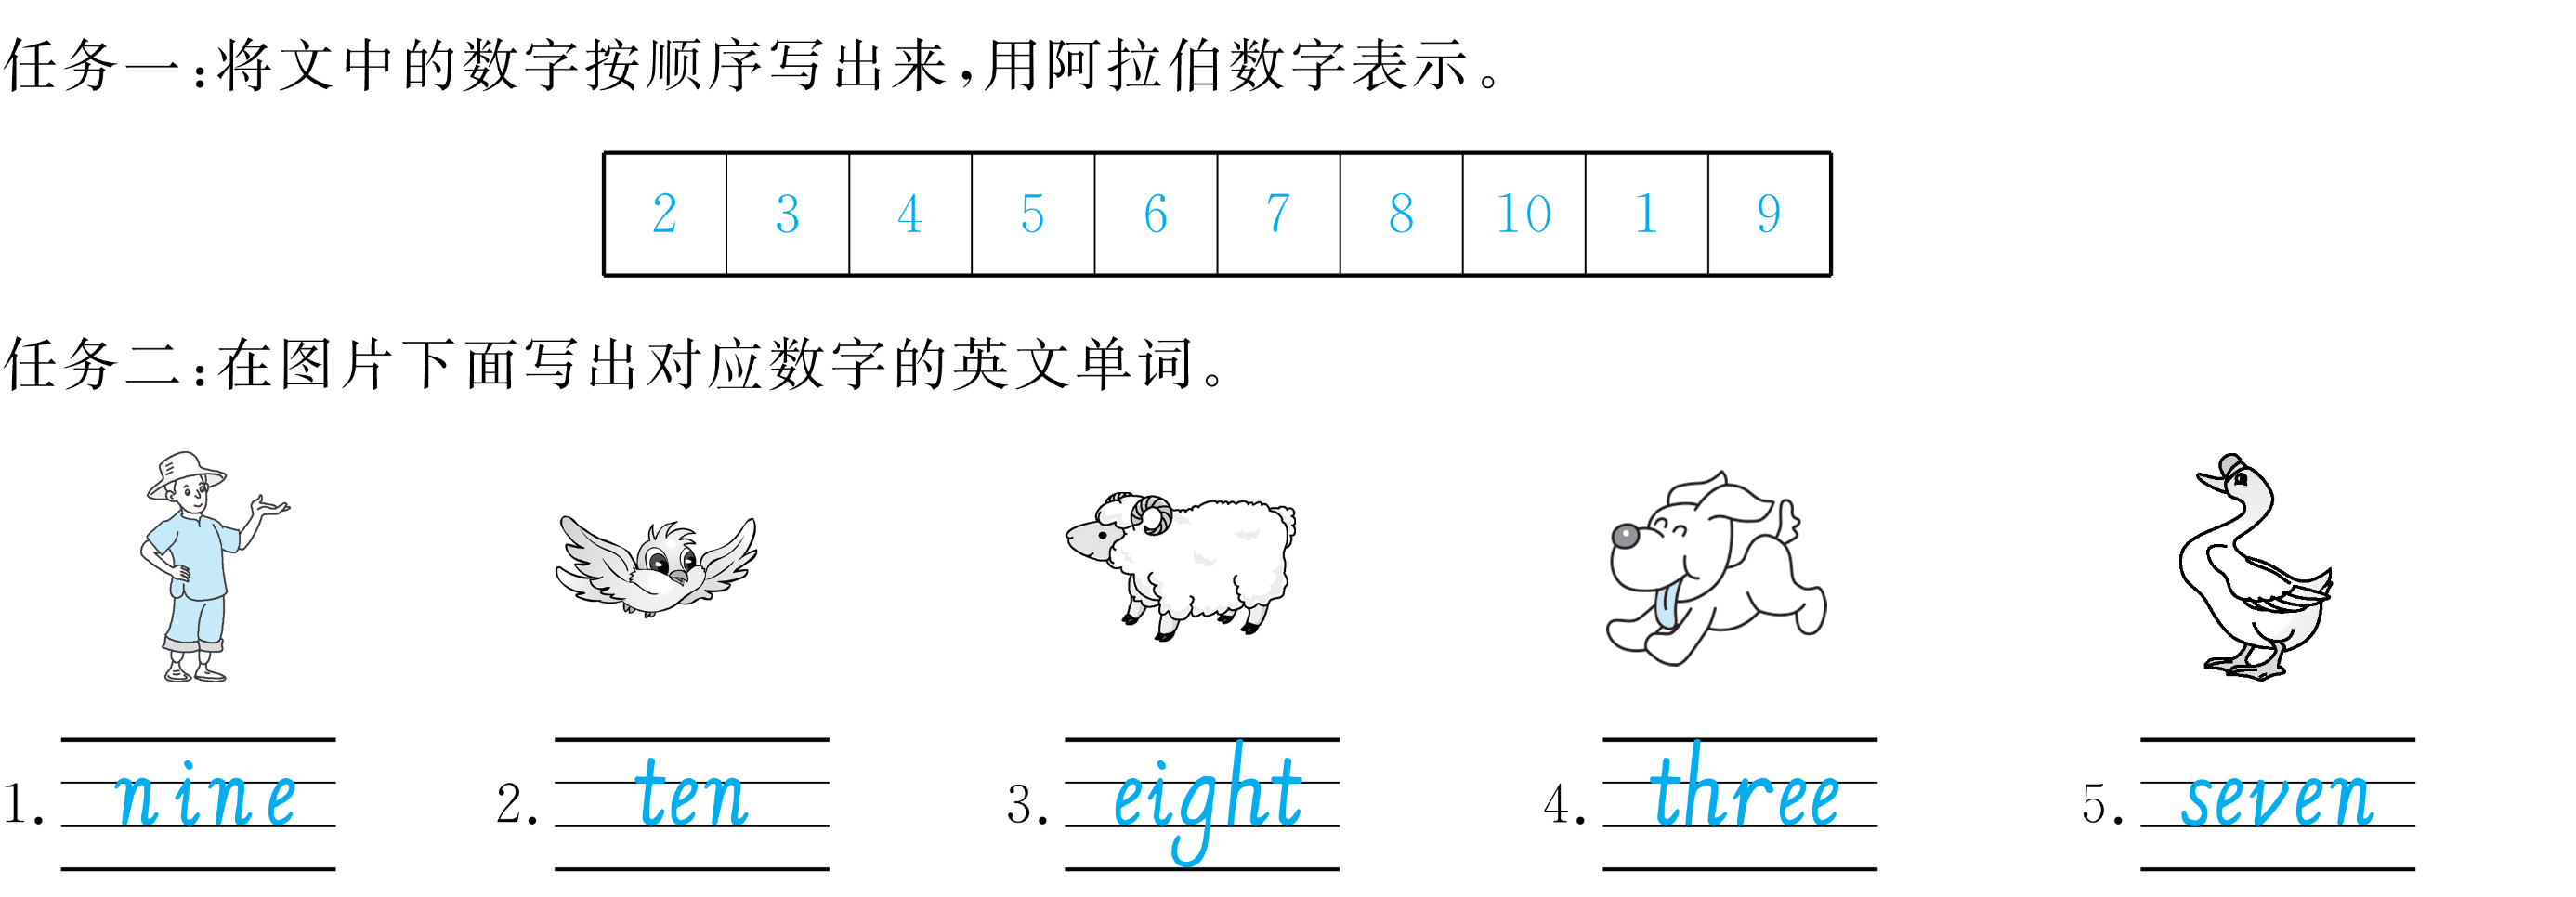 任务一:将文中的数字按顺序写出来,用阿拉伯数字表示。
2 3 4 5 6 7 8 10 1 9
任务二:在图片下面写出对应数字的英文单词。
1. nine 2. ten 3. eight 4. three 5. seven